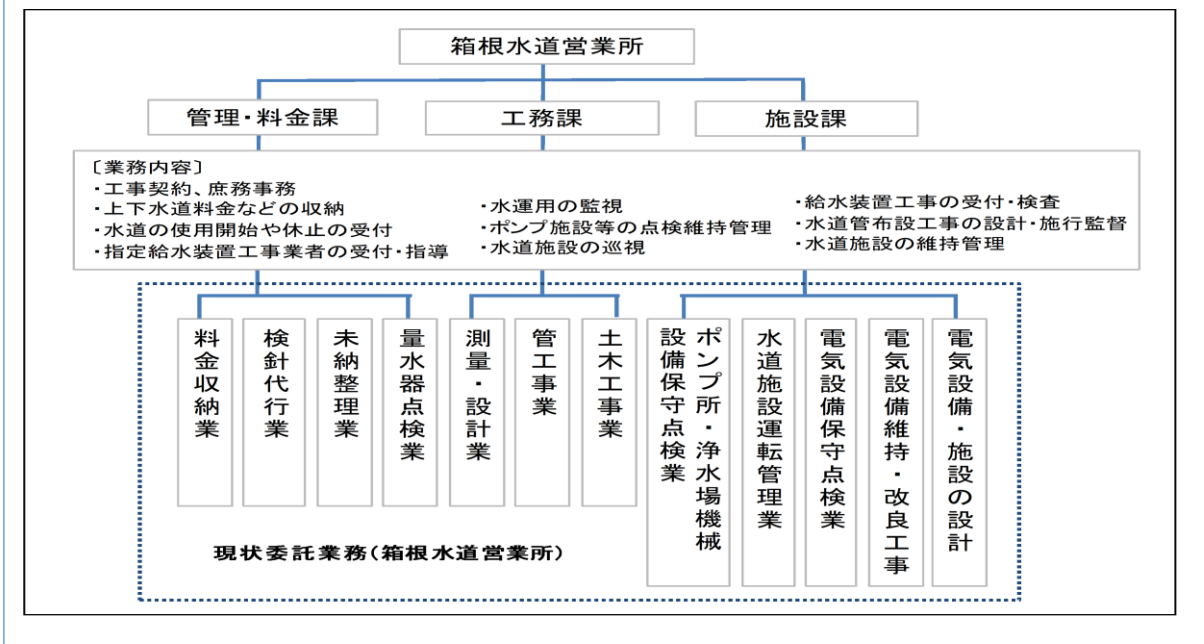 箱根水道営業所
管理・料金課
工務課
施設課
〔業務内容〕
・工事契約、庶務事務
・上下水道料金などの収納
・水道の使用開始や休止の受付
・指定給水装置工事業者の受付・指導
・水運用の監視
・ポンプ施設等の点検維持管理
・水道施設の巡視
・給水装置工事の受付・検査
・水道管布設工事の設計・施行監督
・水道施設の維持管理
料金収納業
検針代行業
未納整理業
量水器点検業
測量・設計業
管工事業
土木工事業
ポンプ所・浄水場機械
設備保守点検業
水道施設運転管理業
電気設備保守点検業
電気設備維持・改良工事
電気設備・施設の設計
現状委託業務(箱根水道営業所)